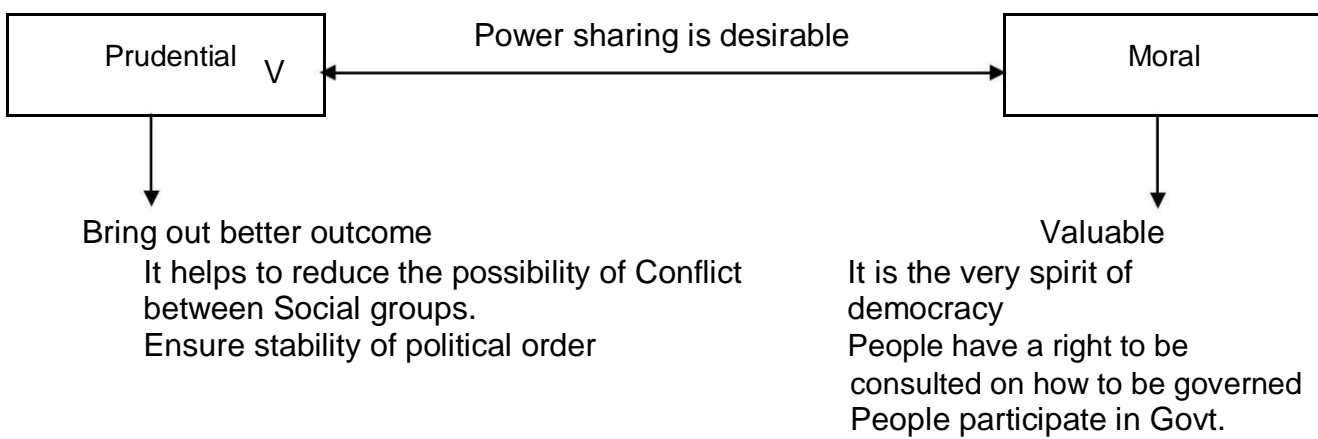 Power sharing is desirable
Prudential V
Moral
Bring out better outcome
It helps to reduce the possibility of Conflict
between Social groups.
Ensure stability of political order
Valuable
It is the very spirit of
democracy
People have a right to be
consulted on how to be governed
People participate in Govt.